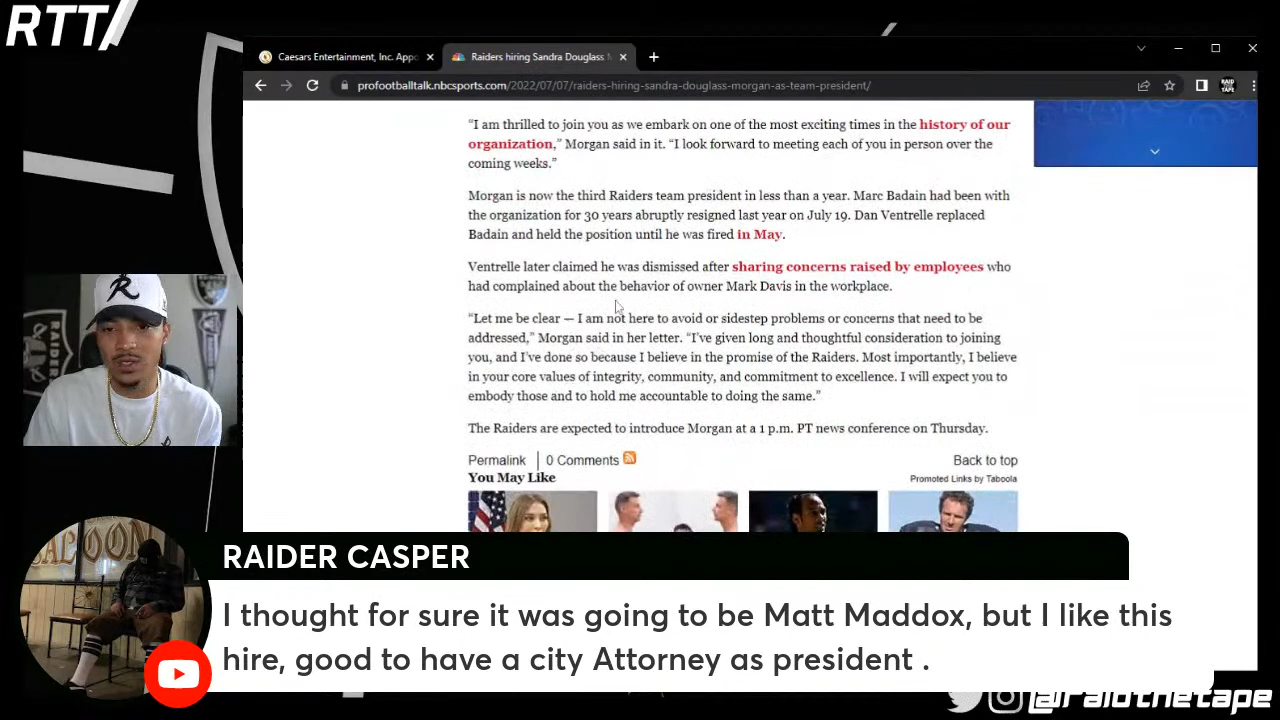 RTT/
Caesars Entertainment, Inc. Appo
Raiders hiring Sandra Douglass M
profootballtalk.nbcsports.com/2022/07/07/raiders-hiring-sandra-douglass-morgan-as-team-president/
RAID THE TAPE
“I am thrilled to join you as we embark on one of the most exciting times in the history of our
organization,” Morgan said in it. “I look forward to meeting each of you in person over the
coming weeks.”
Morgan is now the third Raiders team president in less than a year. Marc Badain had been with
the organization for 30 years abruptly resigned last year on July 19. Dan Ventrelle replaced
Badain and held the position until he was fired in May.
Ventrelle later claimed he was dismissed after sharing concerns raised by employees who
had complained about the behavior of owner Mark Davis in the workplace.
“Let me be clear — I am not here to avoid or sidestep problems or concerns that need to be
addressed,” Morgan said in her letter. “I’ve given long and thoughtful consideration to joining
you, and I’ve done so because I believe in the promise of the Raiders. Most importantly, I believe
in your core values of integrity, community, and commitment to excellence. I will expect you to
embody those and to hold me accountable to doing the same.”
The Raiders are expected to introduce Morgan at a 1 p.m. PT news conference on Thursday.
Permalink | 0 Comments
Back to top
You May Like
Promoted Links by Taboola
R
RAIDERS
SALOON
RAIDER CASPER
I thought for sure it was going to be Matt Maddox, but I like this
hire, good to have a city Attorney as president .
@raidthetape